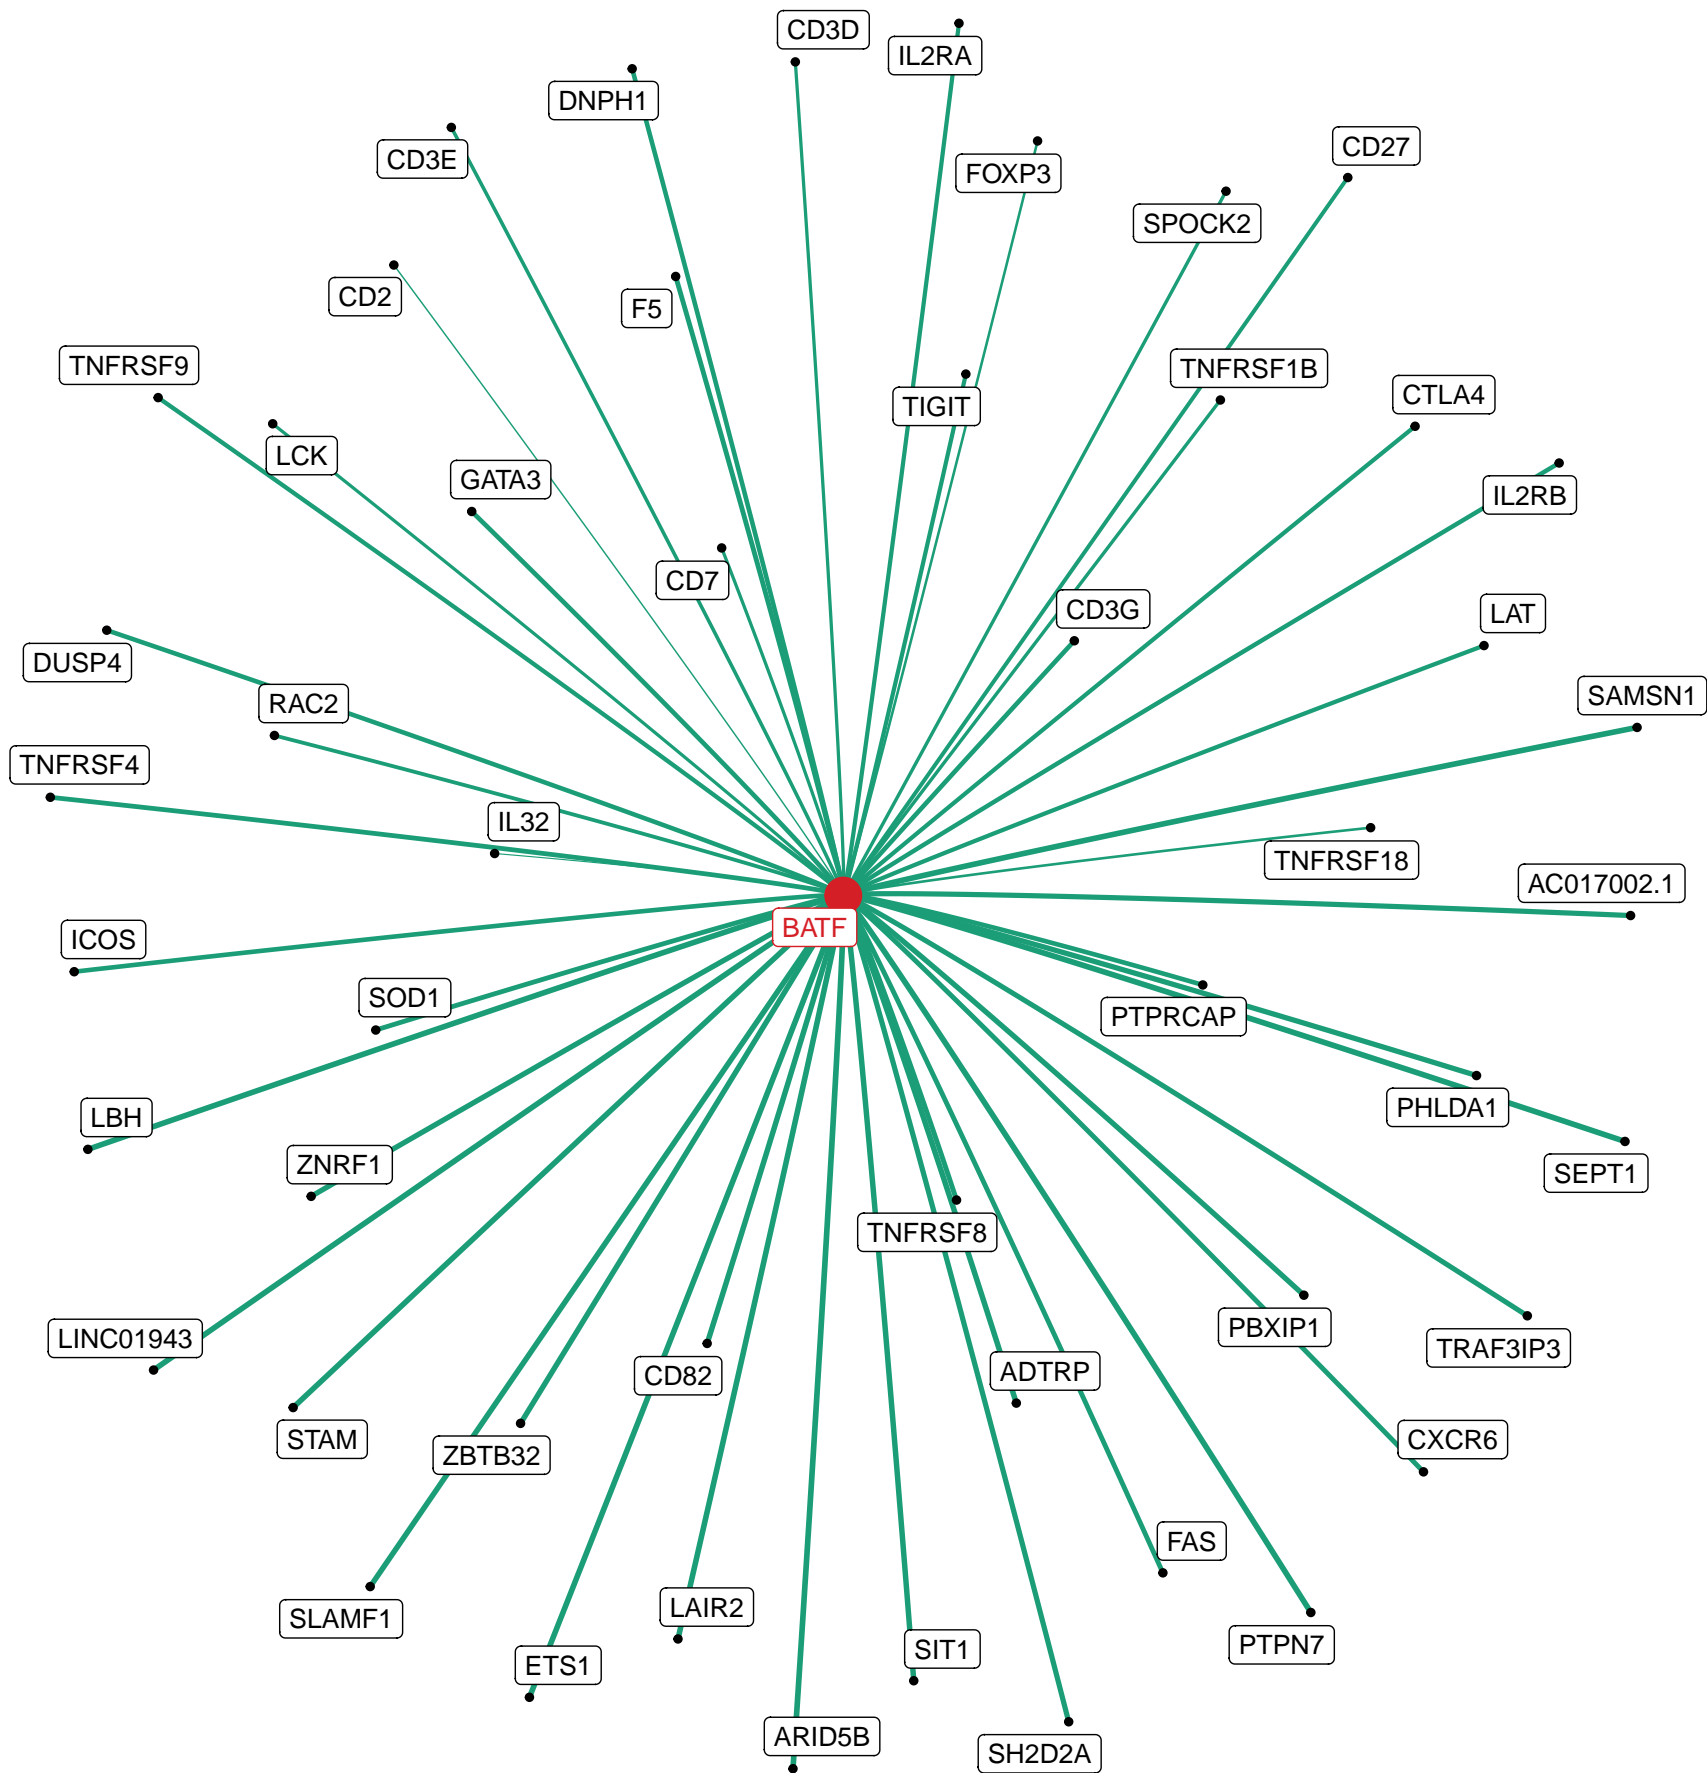 CD3D
IL2RA
DNPH1
CD27
CD3E
FOXP3
SPOCK2
CD2
F5
TNFRSF9
TNFRSF1B
CTLA4
TIGIT
LCK
GATA3
IL2RB
CD7
CD3G
LAT
DUSP4
SAMSN1
RAC2
TNFRSF4
IL32
TNFRSF18
AC017002.1
BATF
ICOS
SOD1
PTPRCAP
PHLDA1
LBH
ZNRF1
SEPT1
TNFRSF8
PBXIP1
LINC01943
TRAF3IP3
ADTRP
CD82
STAM
CXCR6
ZBTB32
FAS
LAIR2
SLAMF1
PTPN7
SIT1
ETS1
ARID5B
SH2D2A